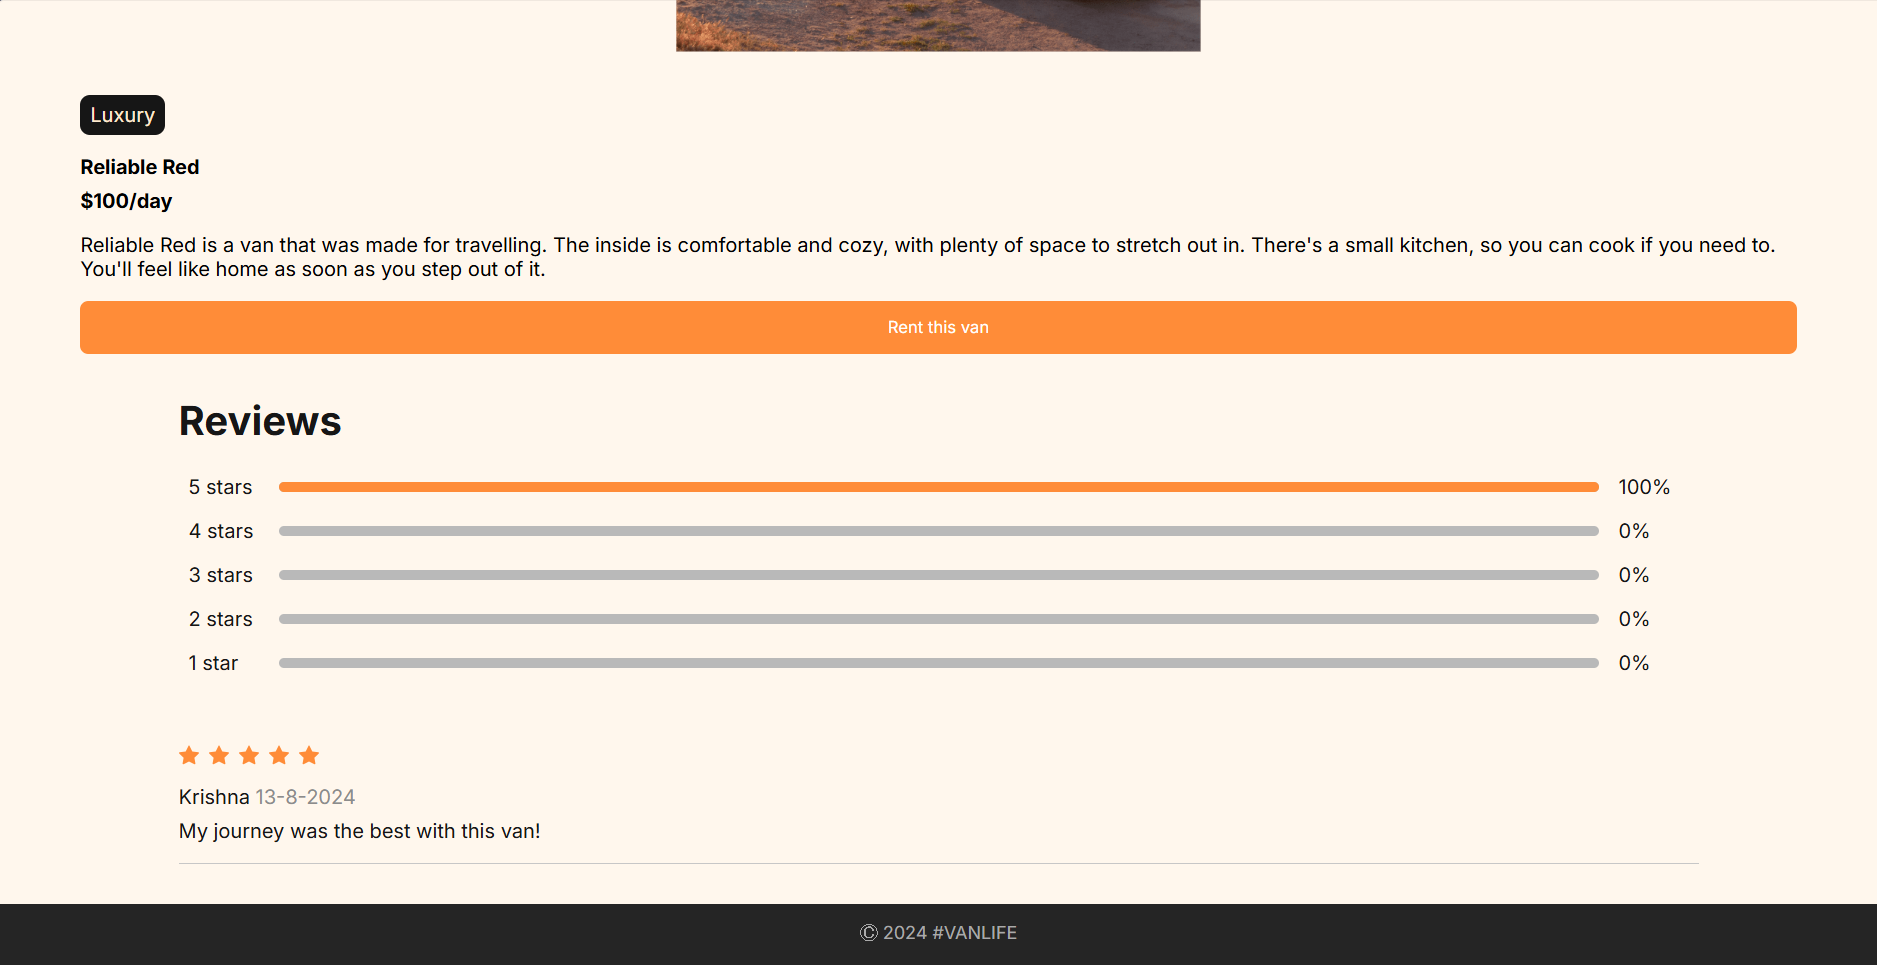 Luxury
Reliable Red
$100/day
Reliable Red is a van that was made for travelling. The inside is comfortable and cozy, with plenty of space to stretch out in. There's a small kitchen, so you can cook if you need to.
You'll feel like home as soon as you step out of it.
Rent this van
Reviews
5 stars 100%
4 stars 0%
3 stars 0%
2 stars 0%
1 star 0%
Krishna 13-8-2024
My journey was the best with this van!
© 2024 #VANLIFE